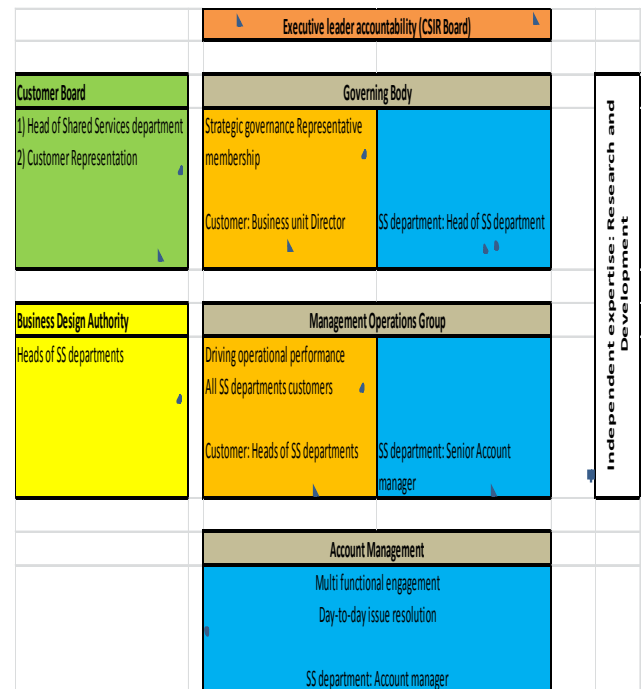 Executive leader accountability (CSIR Board)
Customer Board
1) Head of Shared Services department
2) Customer Representation
Governing Body
Strategic governance Representative
membership
Customer: Business unit Director
SS department: Head of SS department
Independent expertise: Research and
Development
Business Design Authority
Heads of SS departments
Management Operations Group
Driving operational performance
All SS departments customers
Customer: Heads of SS departments
SS department: Senior Account
manager
Account Management
Multi functional engagement
Day-to-day issue resolution
SS department: Account manager